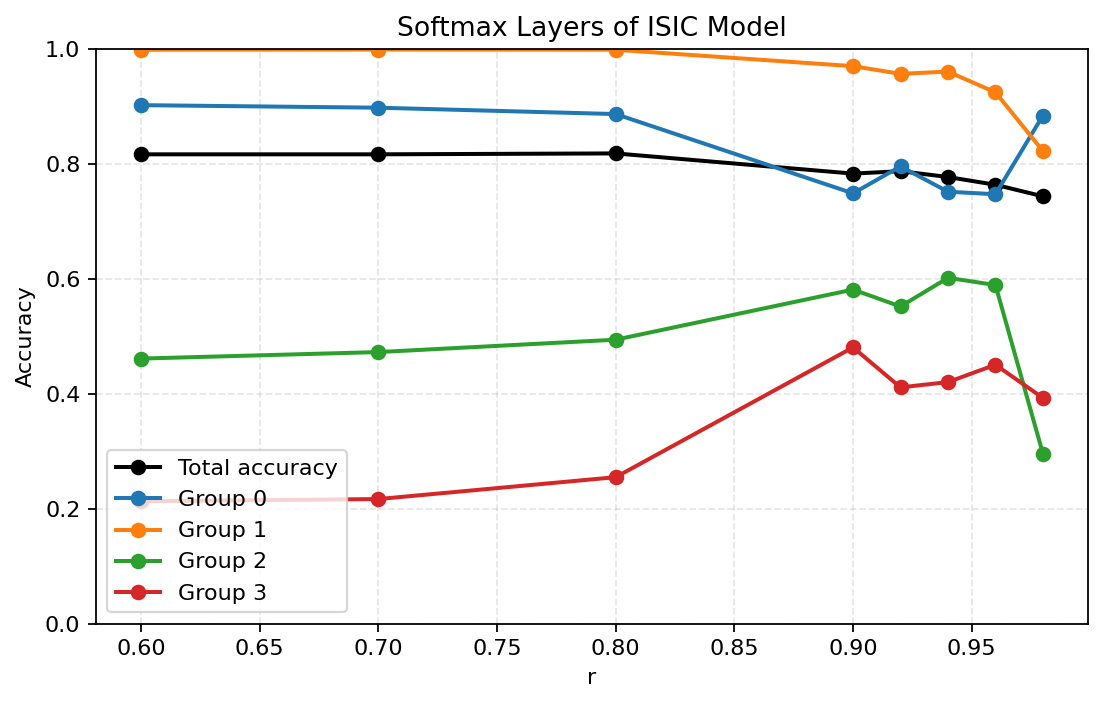 Softmax Layers of ISIC Model
1.0
0.8
0.6
0.4
0.2
0.0
Accuracy
Total accuracy
Group 0
Group 1
Group 2
Group 3
0.60 0.65 0.70 0.75 0.80 0.85 0.90 0.95
r